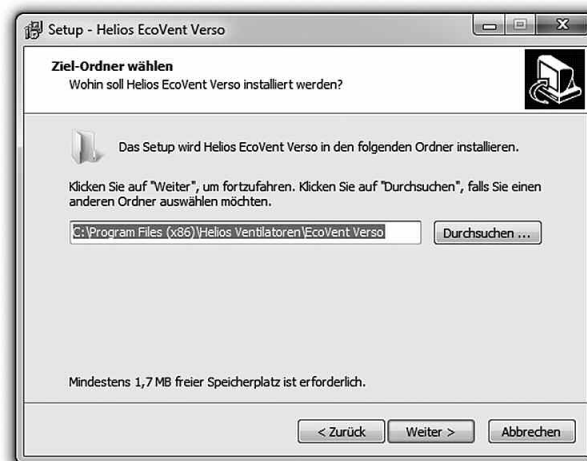 Setup - Helios EcoVent Verso
Ziel-Ordner wählen
Wohin soll Helios EcoVent Verso installiert werden?
Das Setup wird Helios EcoVent Verso in den folgenden Ordner installieren.
Klicken Sie auf "Weiter", um fortzufahren. Klicken Sie auf "Durchsuchen", falls Sie einen
anderen Ordner auswählen möchten.
C:\Program Files (x86)\Helios Ventilatoren\EcoVent Verso
Durchsuchen ...
Mindestens 1,7 MB freier Speicherplatz ist erforderlich.
< Zurück
Weiter >
Abbrechen